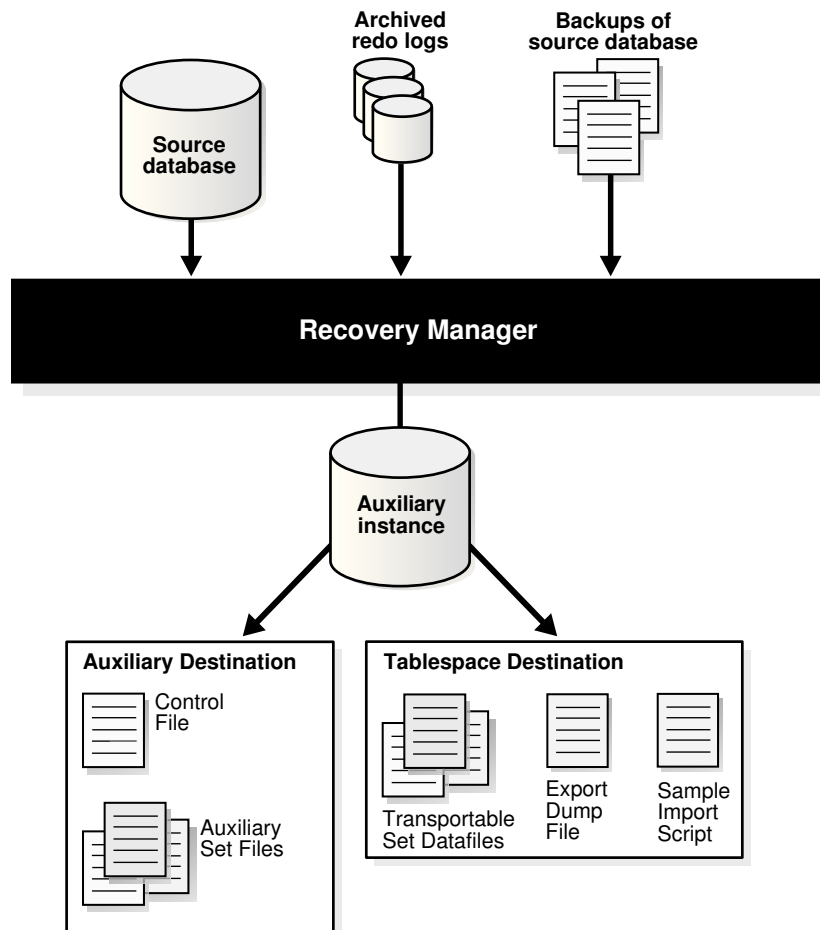 Archived
redo logs
Backups of
source database
Source
database
Recovery Manager
Auxiliary
instance
Auxiliary Destination
Control
File
Auxiliary
Set Files
Tablespace Destination
Transportable
Set Datafiles
Export
Dump
File
Sample
Import
Script